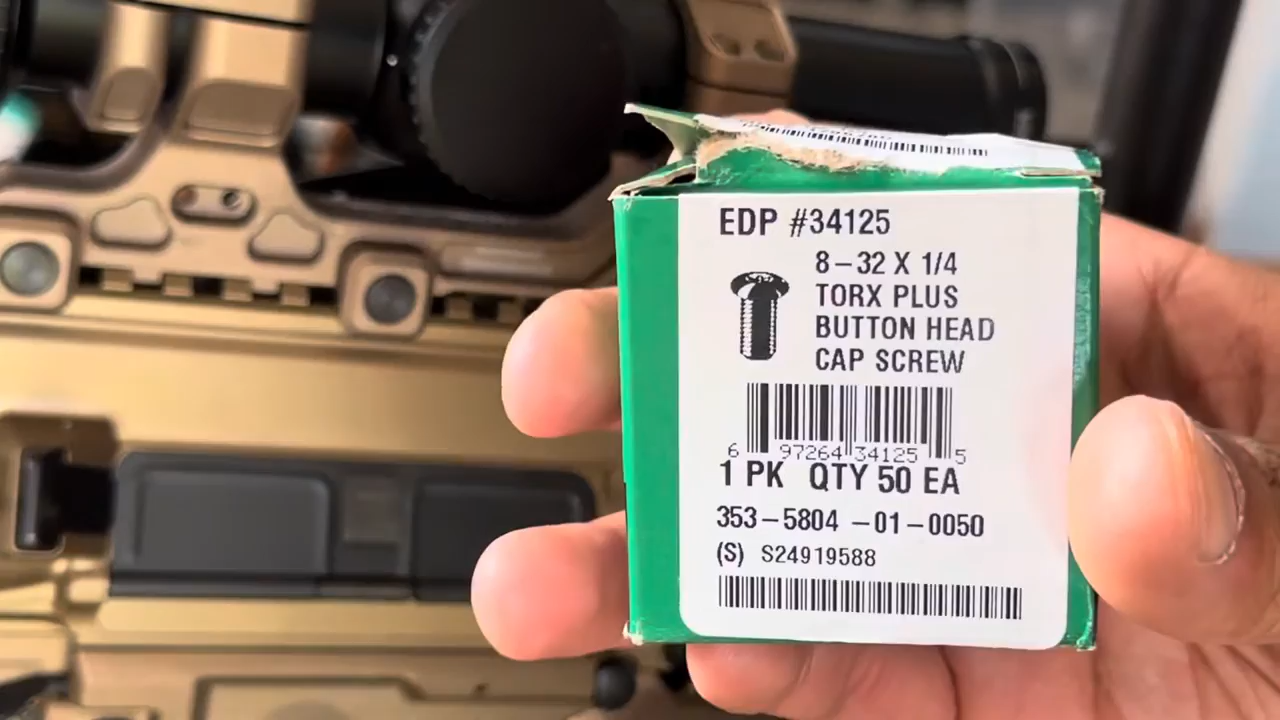 EDP #34125
8-32 X 1/4
TORX PLUS
BUTTON HEAD
CAP SCREW
6 97264 34125 5
1 PK QTY 50 EA
353-5804 -01-0050
(S) S24919588